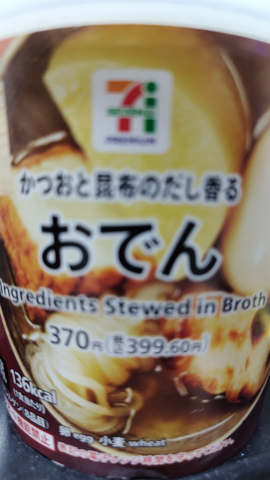 PREMIUM
かつおと昆布のだし香る
おでん
Ingredients Stewed in Broth
370円(税込399.60円)
136kcal
卵 egg 小麦 wheat